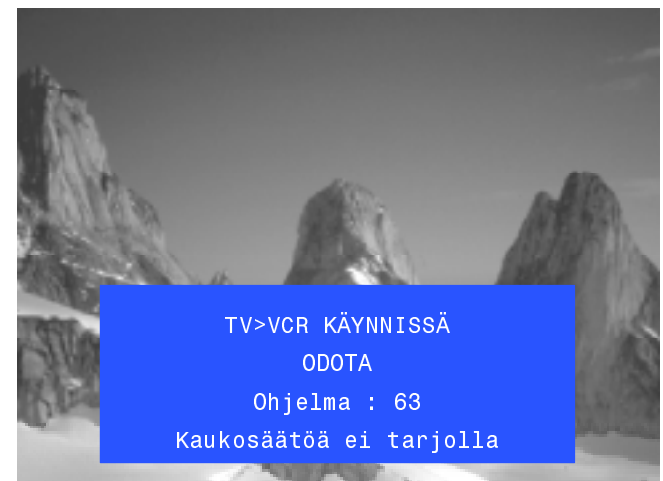 TV>VCR KÄYNNISSÄ
ODOTA
Ohjelma : 63
Kaukosäätöä ei tarjolla